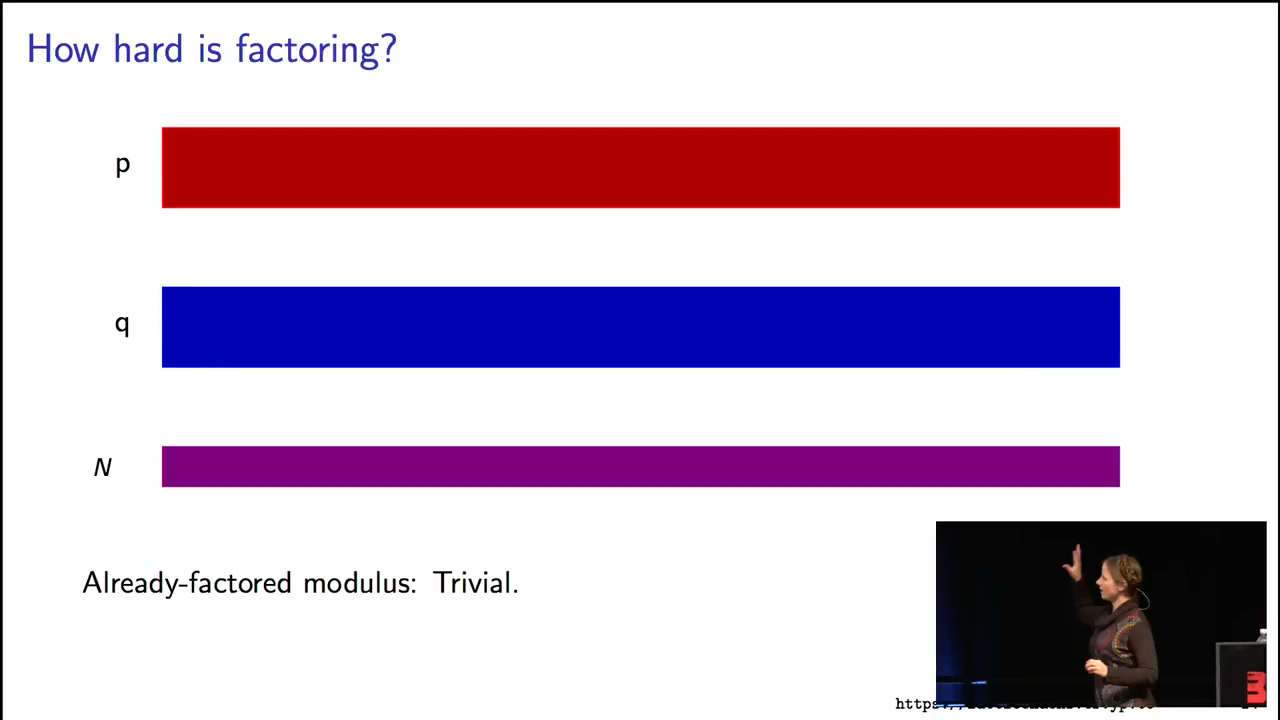 How hard is factoring?
p
q
N
Already-factored modulus: Trivial.